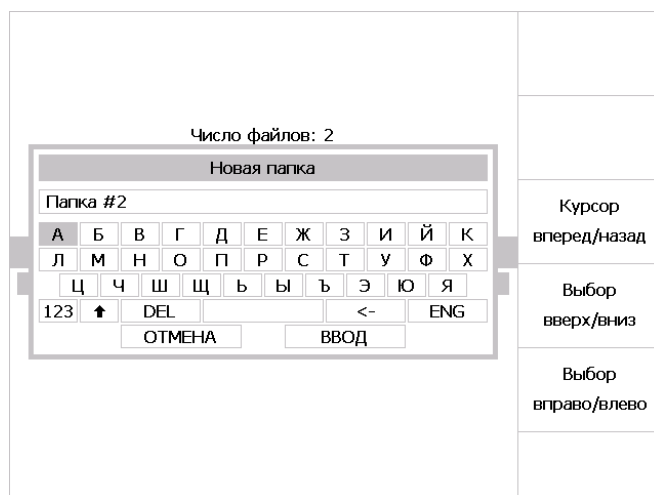 Число файлов: 2
Новая папка
Папка #2
А Б В Г Д Е Ж З И Й К
Л М Н О П Р С Т У Ф Х
Ц Ч Ш Щ Ь Ы Ъ Э Ю Я
123 ⬆ DEL <- ENG
ОТМЕНА ВВОД
Курсор
вперед/назад
Выбор
вверх/вниз
Выбор
вправо/влево